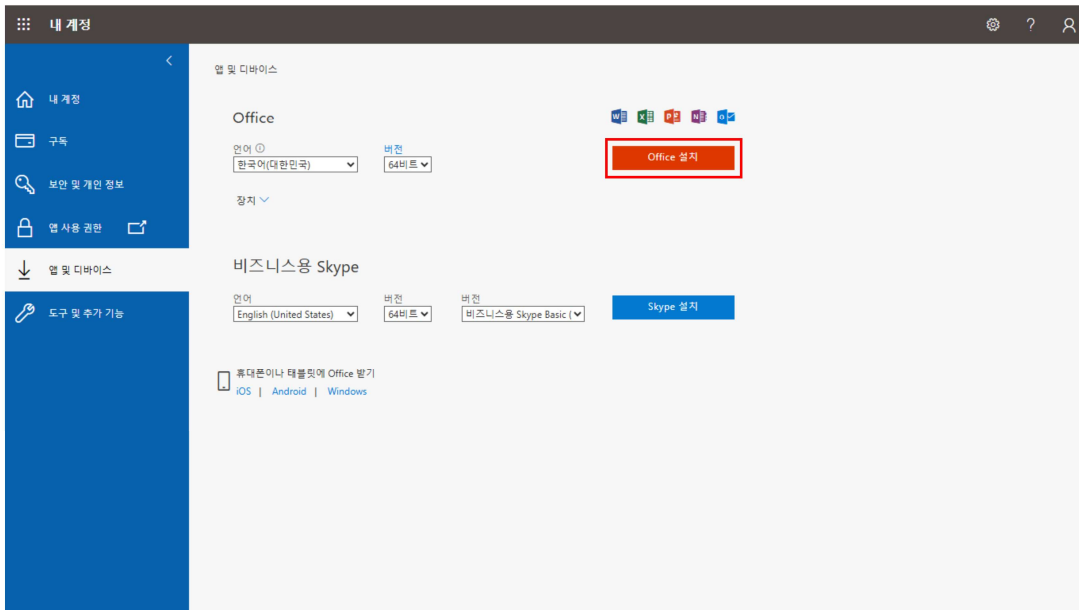 내 계정
?
앱 및 디바이스
내 계정
구독
보안 및 개인 정보
앱 사용 권한
앱 및 디바이스
도구 및 추가 기능
Office
언어
버전
한국어(대한민국)
64비트
Office 설치
장치
비즈니스용 Skype
언어
버전
버전
English (United States)
64비트
비즈니스용 Skype Basic (
Skype 설치
휴대폰이나 태블릿에 Office 받기
iOS | Android | Windows